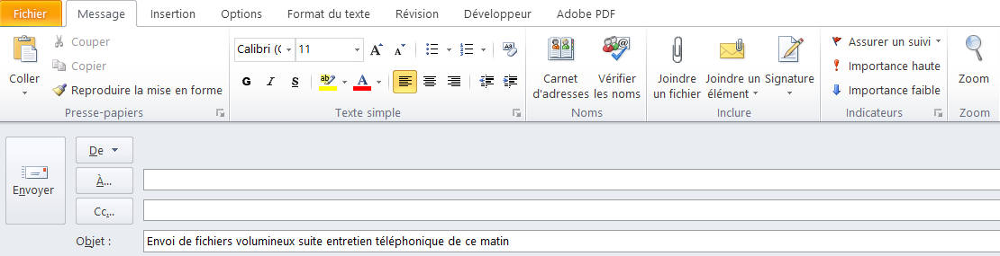 Fichier Message Insertion Options Format du texte Révision Développeur Adobe PDF
Coller
Couper
Copier
Reproduire la mise en forme
Presse-papiers
Calibri (C 11
G I S
Texte simple
Carnet d'adresses
Vérifier les noms
Noms
Joindre un fichier
Joindre un élément
Signature
Inclure
Assurer un suivi
Importance haute
Importance faible
Indicateurs
Zoom
Zoom
Envoyer
De
À...
Cc...
Objet : Envoi de fichiers volumineux suite entretien téléphonique de ce matin